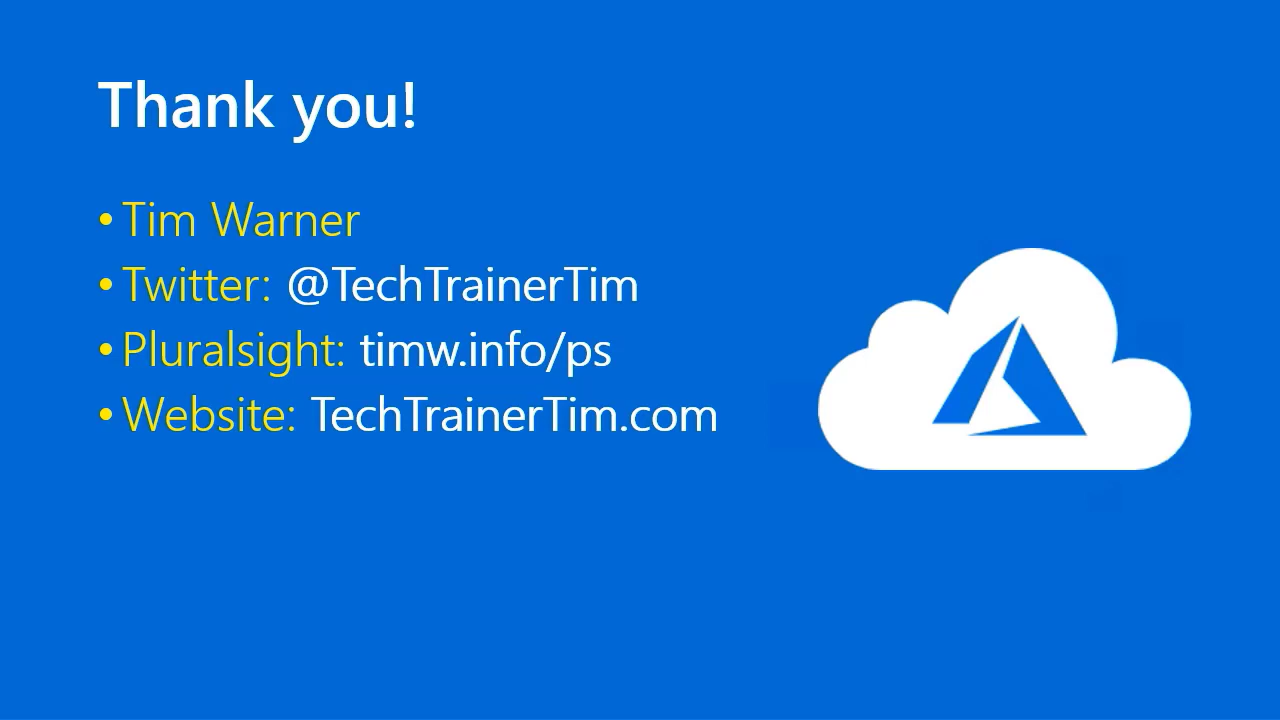 Thank you!
• Tim Warner
• Twitter: @TechTrainerTim
• Pluralsight: timw.info/ps
• Website: TechTrainerTim.com